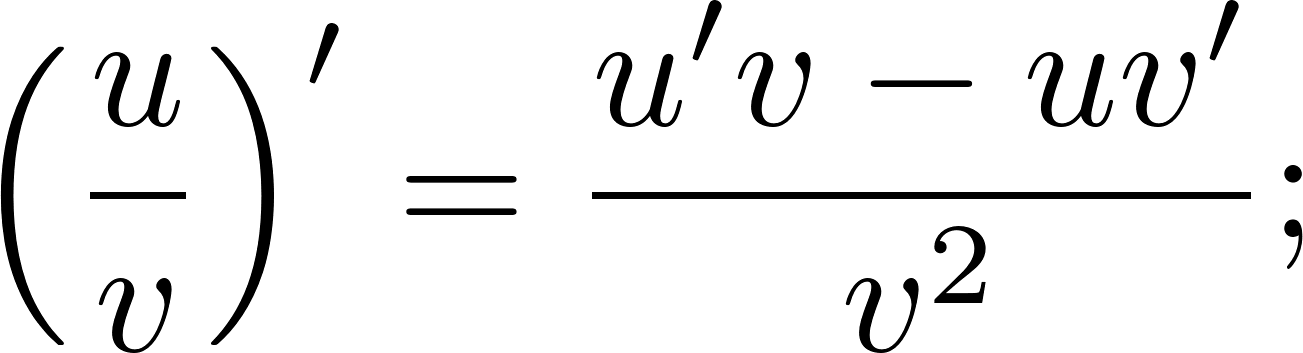 (u/v)′ = (u′v − uv′)/v²;